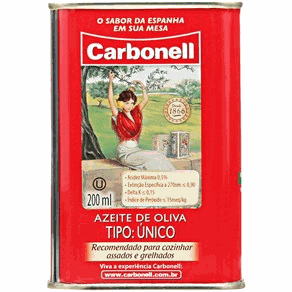 O SABOR DA ESPANHA
EM SUA MESA
Carbonell
Desde
1866
• Acidez Máxima 0,5%
• Extinção Específica a 270nm ≤ 0,90
• Delta K ≤ 0,15
• Índice de Peróxido ≤ 15meq/kg
U
200 ml
AZEITE DE OLIVA
TIPO: ÚNICO
Recomendado para cozinhar
assados e grelhados
Viva a experiência Carbonell:
www.carbonell.com.br